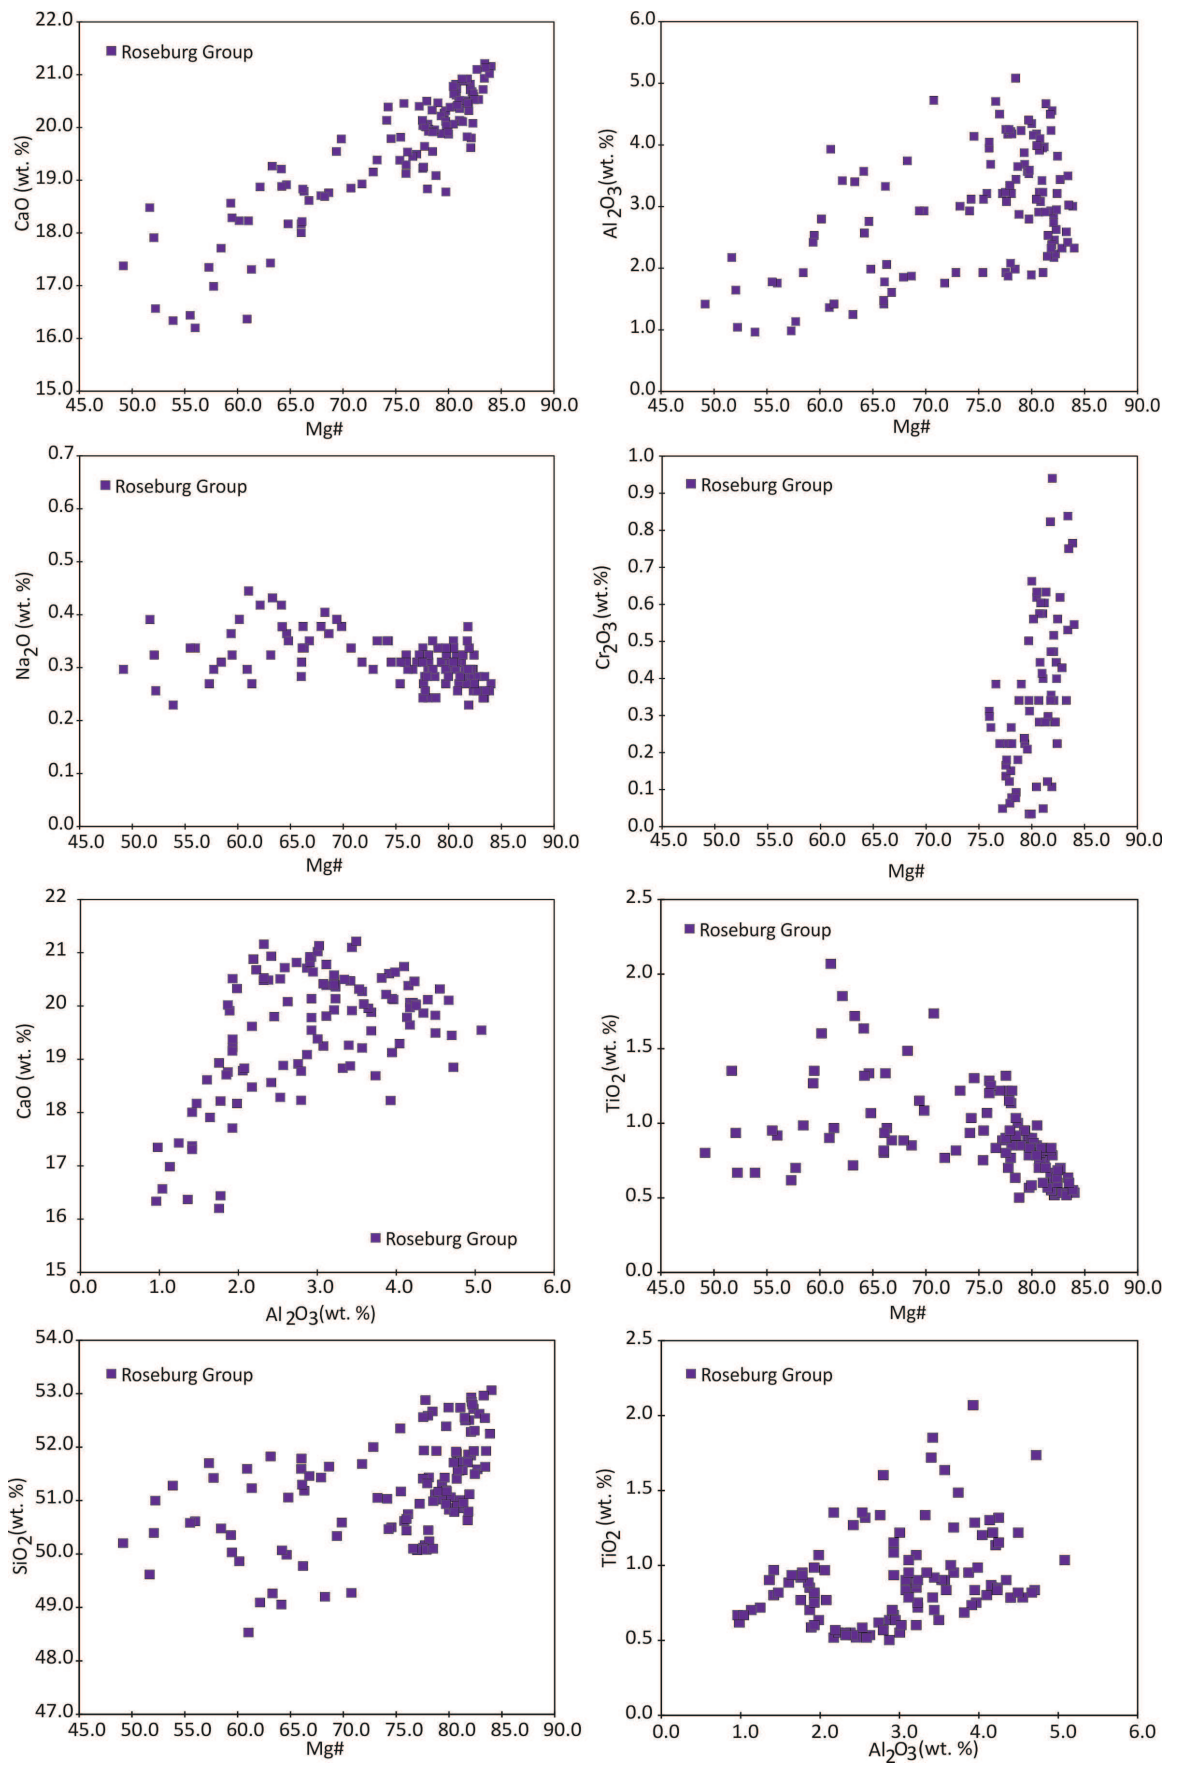 22.0
21.0
20.0
19.0
18.0
17.0
16.0
15.0
CaO (wt. %)
Roseburg Group
45.0 50.0 55.0 60.0 65.0 70.0 75.0 80.0 85.0 90.0
Mg#
6.0
5.0
4.0
3.0
2.0
1.0
0.0
Al2O3(wt. %)
45.0 50.0 55.0 60.0 65.0 70.0 75.0 80.0 85.0 90.0
Mg#
0.7
0.6
0.5
0.4
0.3
0.2
0.1
0.0
Na2O (wt. %)
Roseburg Group
45.0 50.0 55.0 60.0 65.0 70.0 75.0 80.0 85.0 90.0
Mg#
1.0
0.9
0.8
0.7
0.6
0.5
0.4
0.3
0.2
0.1
0.0
Cr2O3 (wt.%)
Roseburg Group
45.0 50.0 55.0 60.0 65.0 70.0 75.0 80.0 85.0 90.0
Mg#
22
21
20
19
18
17
16
15
CaO (wt. %)
Roseburg Group
0.0 1.0 2.0 3.0 4.0 5.0 6.0
Al2O3(wt. %)
2.5
2.0
1.5
1.0
0.5
0.0
TiO2 (wt. %)
Roseburg Group
45.0 50.0 55.0 60.0 65.0 70.0 75.0 80.0 85.0 90.0
Mg#
54.0
53.0
52.0
51.0
50.0
49.0
48.0
47.0
SiO2(wt. %)
Roseburg Group
45.0 50.0 55.0 60.0 65.0 70.0 75.0 80.0 85.0 90.0
Mg#
2.5
2.0
1.5
1.0
0.5
0.0
TiO2 (wt. %)
Roseburg Group
0.0 1.0 2.0 3.0 4.0 5.0 6.0
Al2O3(wt. %)